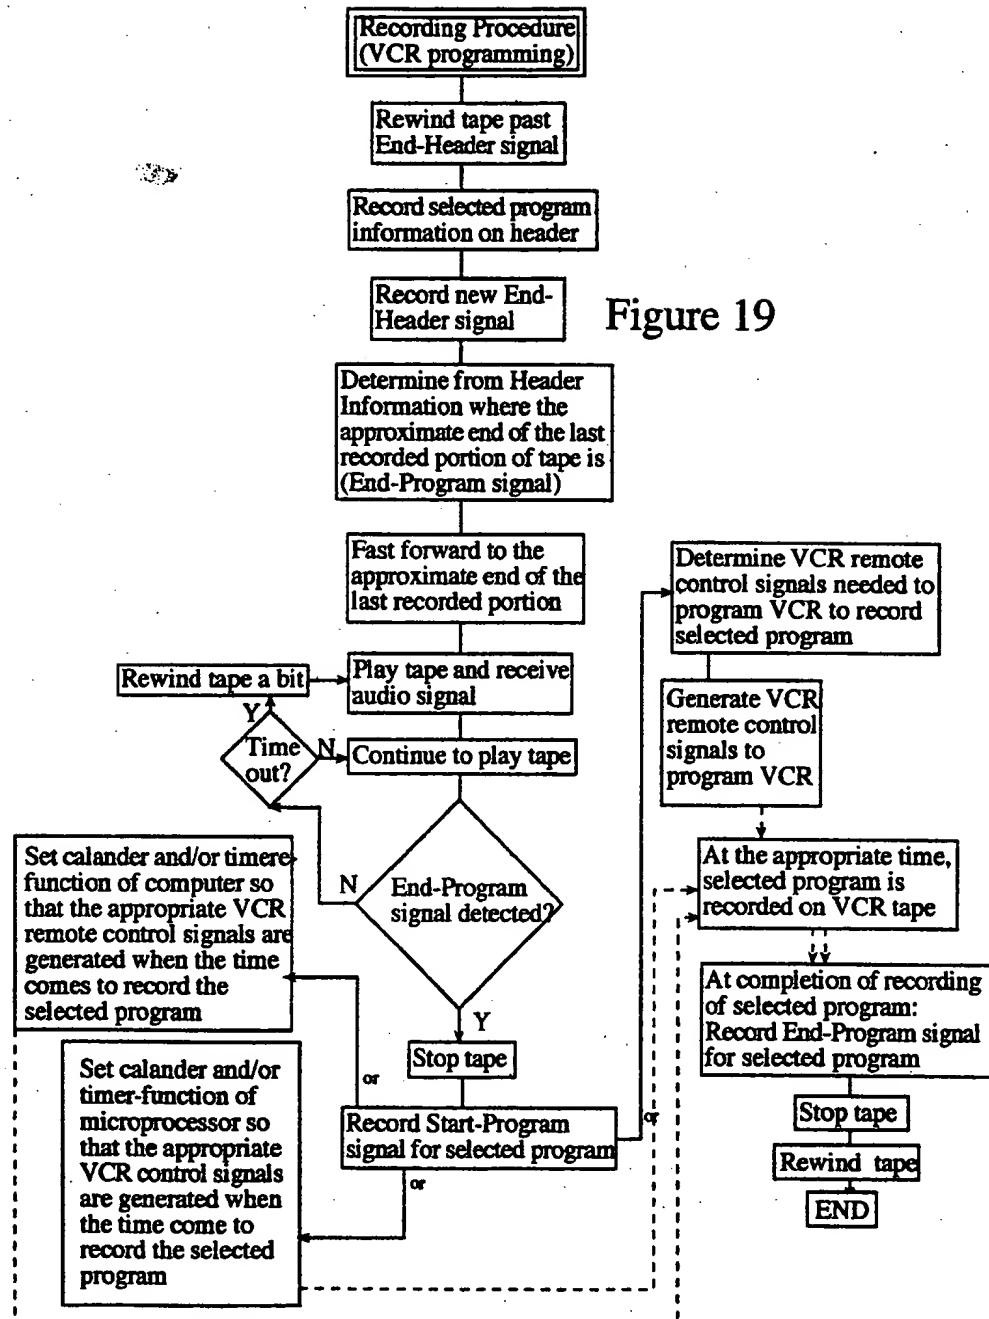 Recording Procedure
(VCR programming)
Rewind tape past
End-Header signal
Record selected program
information on header
Record new End-
Header signal
Figure 19
Determine from Header
Information where the
approximate end of the last
recorded portion of tape is
(End-Program signal)
Fast forward to the
approximate end of the
last recorded portion
Rewind tape a bit
Play tape and receive
audio signal
Y
Time
out?
N
Continue to play tape
N
End-Program
signal detected?
Y
Stop tape
Record Start-Program
signal for selected program
or
or
or
Set calander and/or timere-
function of computer so
that the appropriate VCR
remote control signals are
generated when the time
comes to record the
selected program
Set calander and/or
timer-function of
microprocessor so
that the appropriate
VCR control signals
are generated when
the time come to
record the selected
program
Determine VCR remote
control signals needed to
program VCR to record
selected program
Generate VCR
remote control
signals to
program VCR
At the appropriate time,
selected program is
recorded on VCR tape
At completion of recording
of selected program:
Record End-Program signal
for selected program
Stop tape
Rewind tape
END